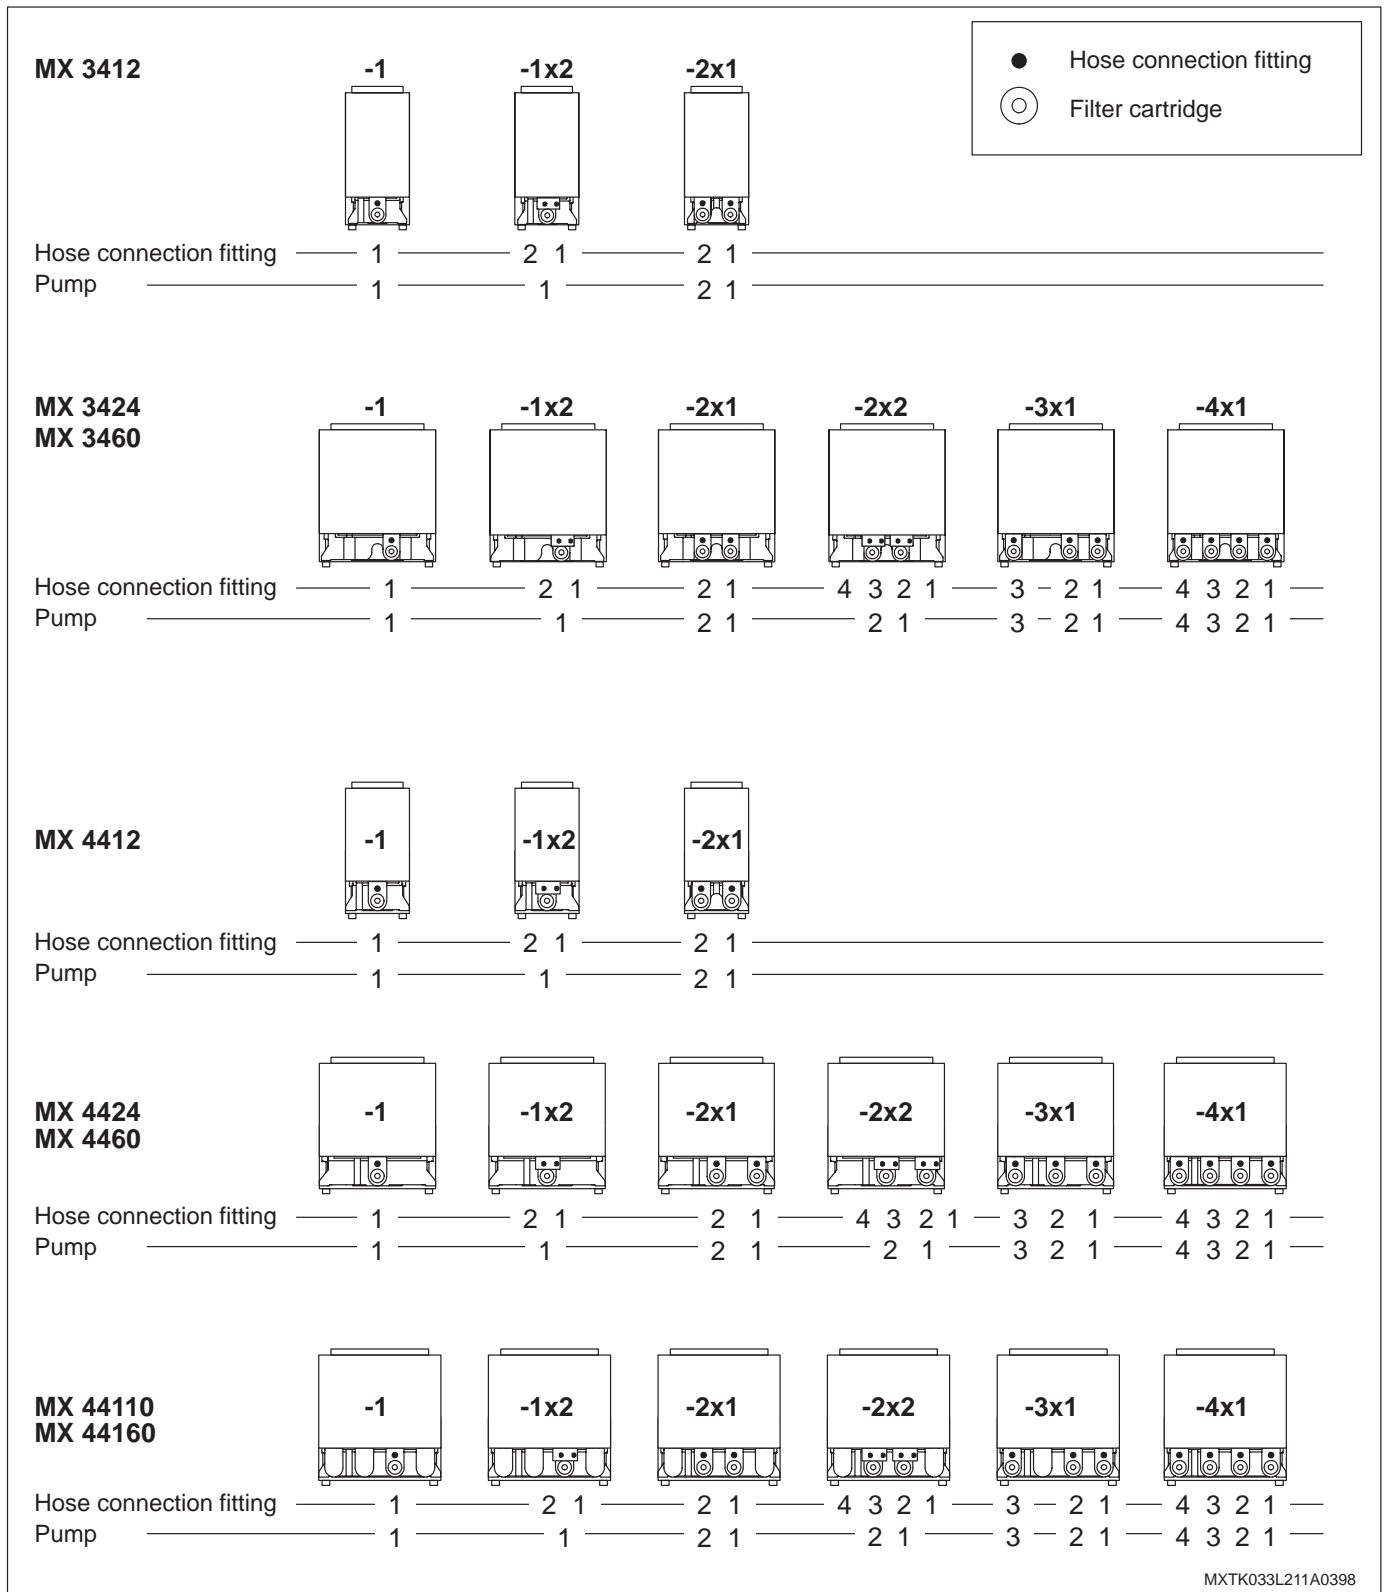 Hose connection fitting
Filter cartridge
MX 3412 -1 -1x2 -2x1
Hose connection fitting 1 2 1 2 1
Pump 1 1 2 1
MX 3424 -1 -1x2 -2x1 -2x2 -3x1 -4x1
MX 3460
Hose connection fitting 1 2 1 2 1 4 3 2 1 3 2 1 4 3 2 1
Pump 1 1 2 1 2 1 3 2 1 4 3 2 1
MX 4412 -1 -1x2 -2x1
Hose connection fitting 1 2 1 2 1
Pump 1 1 2 1
MX 4424 -1 -1x2 -2x1 -2x2 -3x1 -4x1
MX 4460
Hose connection fitting 1 2 1 2 1 4 3 2 1 3 2 1 4 3 2 1
Pump 1 1 2 1 2 1 3 2 1 4 3 2 1
MX 44110 -1 -1x2 -2x1 -2x2 -3x1 -4x1
MX 44160
Hose connection fitting 1 2 1 2 1 4 3 2 1 3 2 1 4 3 2 1
Pump 1 1 2 1 2 1 3 2 1 4 3 2 1
MXTK033L211A0398